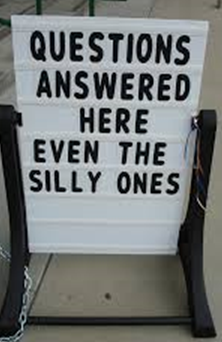 QUESTIONS
ANSWERED
HERE
EVEN THE
SILLY ONES